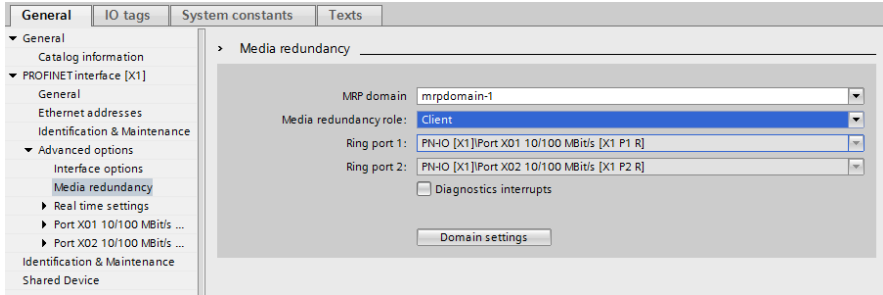 General
IO tags
System constants
Texts
General
Catalog information
PROFINET interface [X1]
General
Ethernet addresses
Identification & Maintenance
Advanced options
Interface options
Media redundancy
Real time settings
Port X01 10/100 MBit/s ...
Port X02 10/100 MBit/s ...
Identification & Maintenance
Shared Device
Media redundancy
MRP domain mrpdomain-1
Media redundancy role: Client
Ring port 1: PN-IO [X1]\Port X01 10/100 MBit/s [X1 P1 R]
Ring port 2: PN-IO [X1]\Port X02 10/100 MBit/s [X1 P2 R]
Diagnostics interrupts
Domain settings